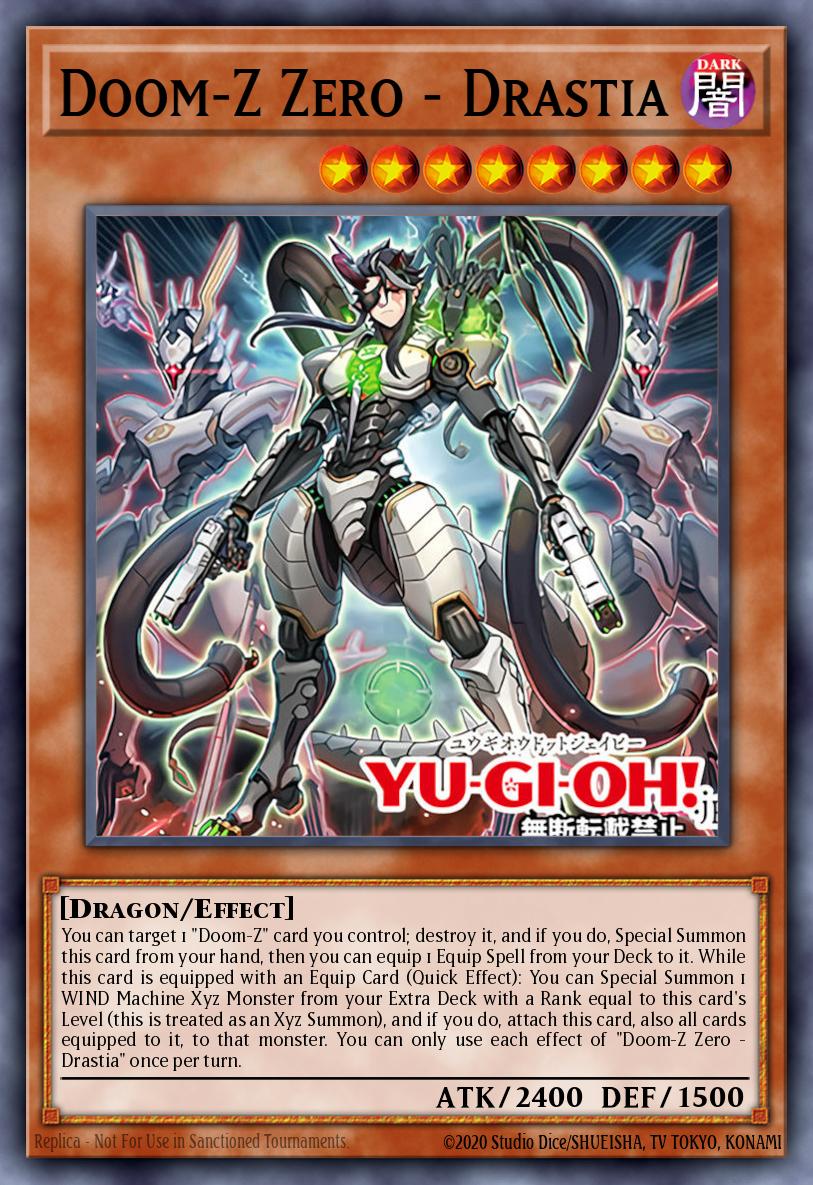 Doom-Z Zero - Drastia
DARK
闇
ユウギオウドットジェイピー
YU-GI-OH!
無断転載禁止
[Dragon/Effect]
You can target 1 "Doom-Z" card you control; destroy it, and if you do, Special Summon
this card from your hand, then you can equip 1 Equip Spell from your Deck to it. While
this card is equipped with an Equip Card (Quick Effect): You can Special Summon 1
WIND Machine Xyz Monster from your Extra Deck with a Rank equal to this card's
Level (this is treated as an Xyz Summon), and if you do, attach this card, also all cards
equipped to it, to that monster. You can only use each effect of "Doom-Z Zero -
Drastia" once per turn.
ATK/2400 DEF/1500
Replica - Not For Use in Sanctioned Tournaments.
©2020 Studio Dice/SHUEISHA, TV TOKYO, KONAMI